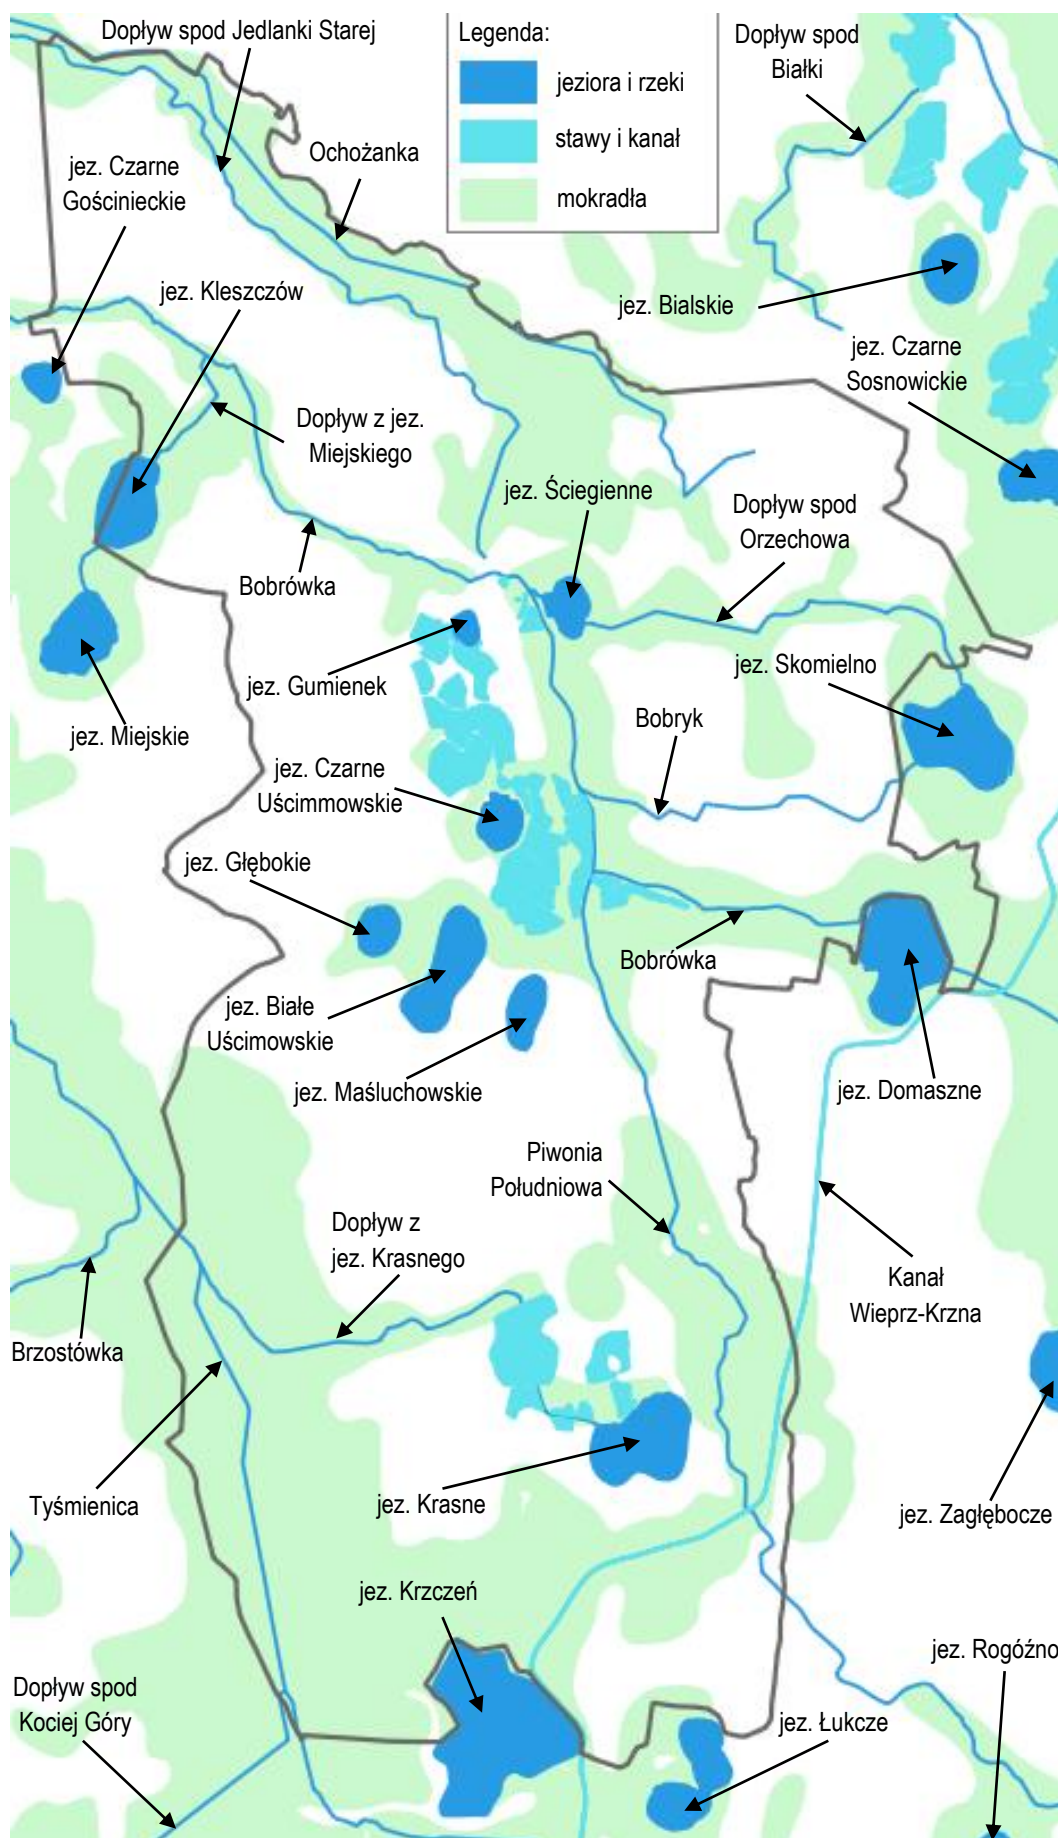 Dopływ spod Jedlanki Starej
Legenda:
jeziora i rzeki
stawy i kanał
mokradła
Dopływ spod
Białki
Ochożanka
jez. Czarne
Gościnieckie
jez. Kleszczów
jez. Bialskie
jez. Czarne
Sosnowickie
Dopływ z jez.
Miejskiego
jez. Ściegienne
Dopływ spod
Orzechowa
Bobrówka
jez. Gumienek
jez. Skomielno
jez. Miejskie
Bobryk
jez. Czarne
Uścimmowskie
jez. Głębokie
Bobrówka
jez. Białe
Uścimowskie
jez. Maśluchowskie
jez. Domaszne
Piwonia
Południowa
Dopływ z
jez. Krasnego
Kanał
Wieprz-Krzna
Brzostówka
Tyśmienica
jez. Krasne
jez. Zagłębocze
jez. Krzczeń
jez. Rogóźno
Dopływ spod
Kociej Góry
jez. Łukcze